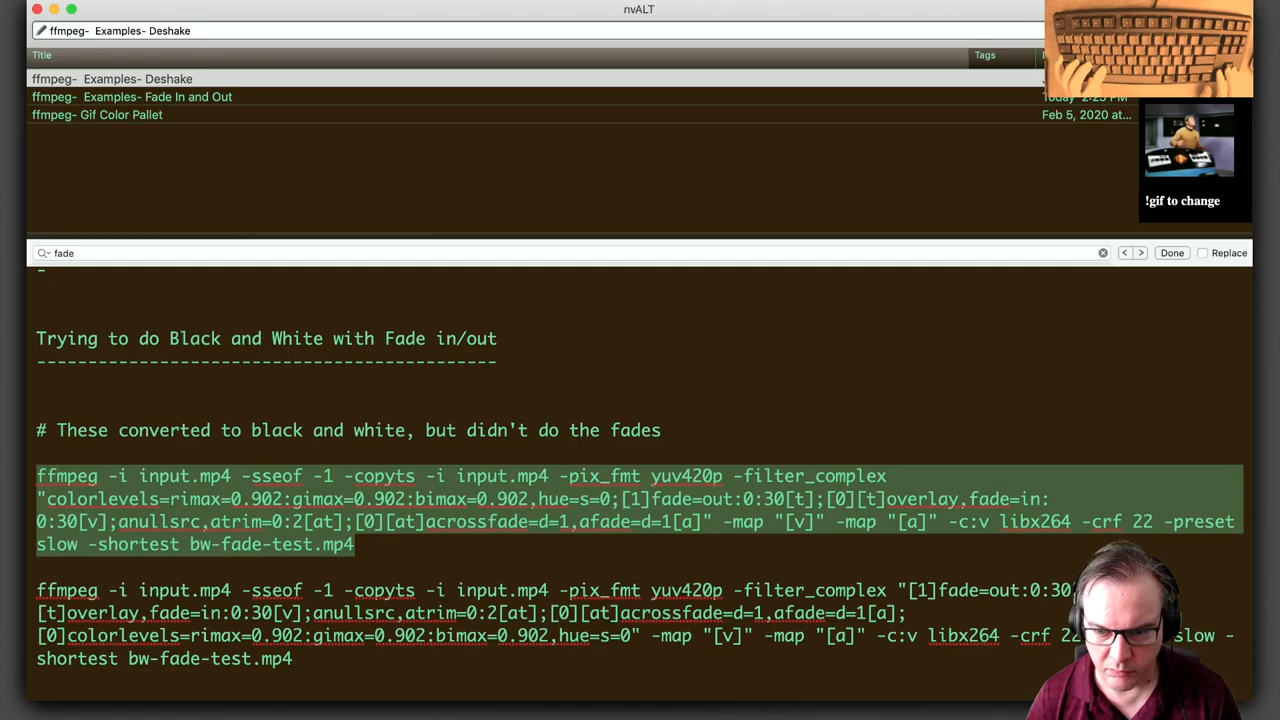 nvALT
ffmpeg-  Examples- Deshake
Title
Tags
ffmpeg-  Examples- Deshake
ffmpeg-  Examples- Fade In and Out
Today  2:25 PM
ffmpeg- Gif Color Pallet
Feb 5, 2020 at...
!gif to change
fade
Done
Replace
-
Trying to do Black and White with Fade in/out
---------------------------------------------
# These converted to black and white, but didn't do the fades
ffmpeg -i input.mp4 -sseof -1 -copyts -i input.mp4 -pix_fmt yuv420p -filter_complex
"colorlevels=rimax=0.902:gimax=0.902:bimax=0.902,hue=s=0;[1]fade=out:0:30[t];[0][t]overlay,fade=in:
0:30[v];anullsrc,atrim=0:2[at];[0][at]acrossfade=d=1,afade=d=1[a]" -map "[v]" -map "[a]" -c:v libx264 -crf 22 -preset
slow -shortest bw-fade-test.mp4
ffmpeg -i input.mp4 -sseof -1 -copyts -i input.mp4 -pix_fmt yuv420p -filter_complex "[1]fade=out:0:30
[t]overlay,fade=in:0:30[v];anullsrc,atrim=0:2[at];[0][at]acrossfade=d=1,afade=d=1[a];
[0]colorlevels=rimax=0.902:gimax=0.902:bimax=0.902,hue=s=0" -map "[v]" -map "[a]" -c:v libx264 -crf 22 slow -
shortest bw-fade-test.mp4